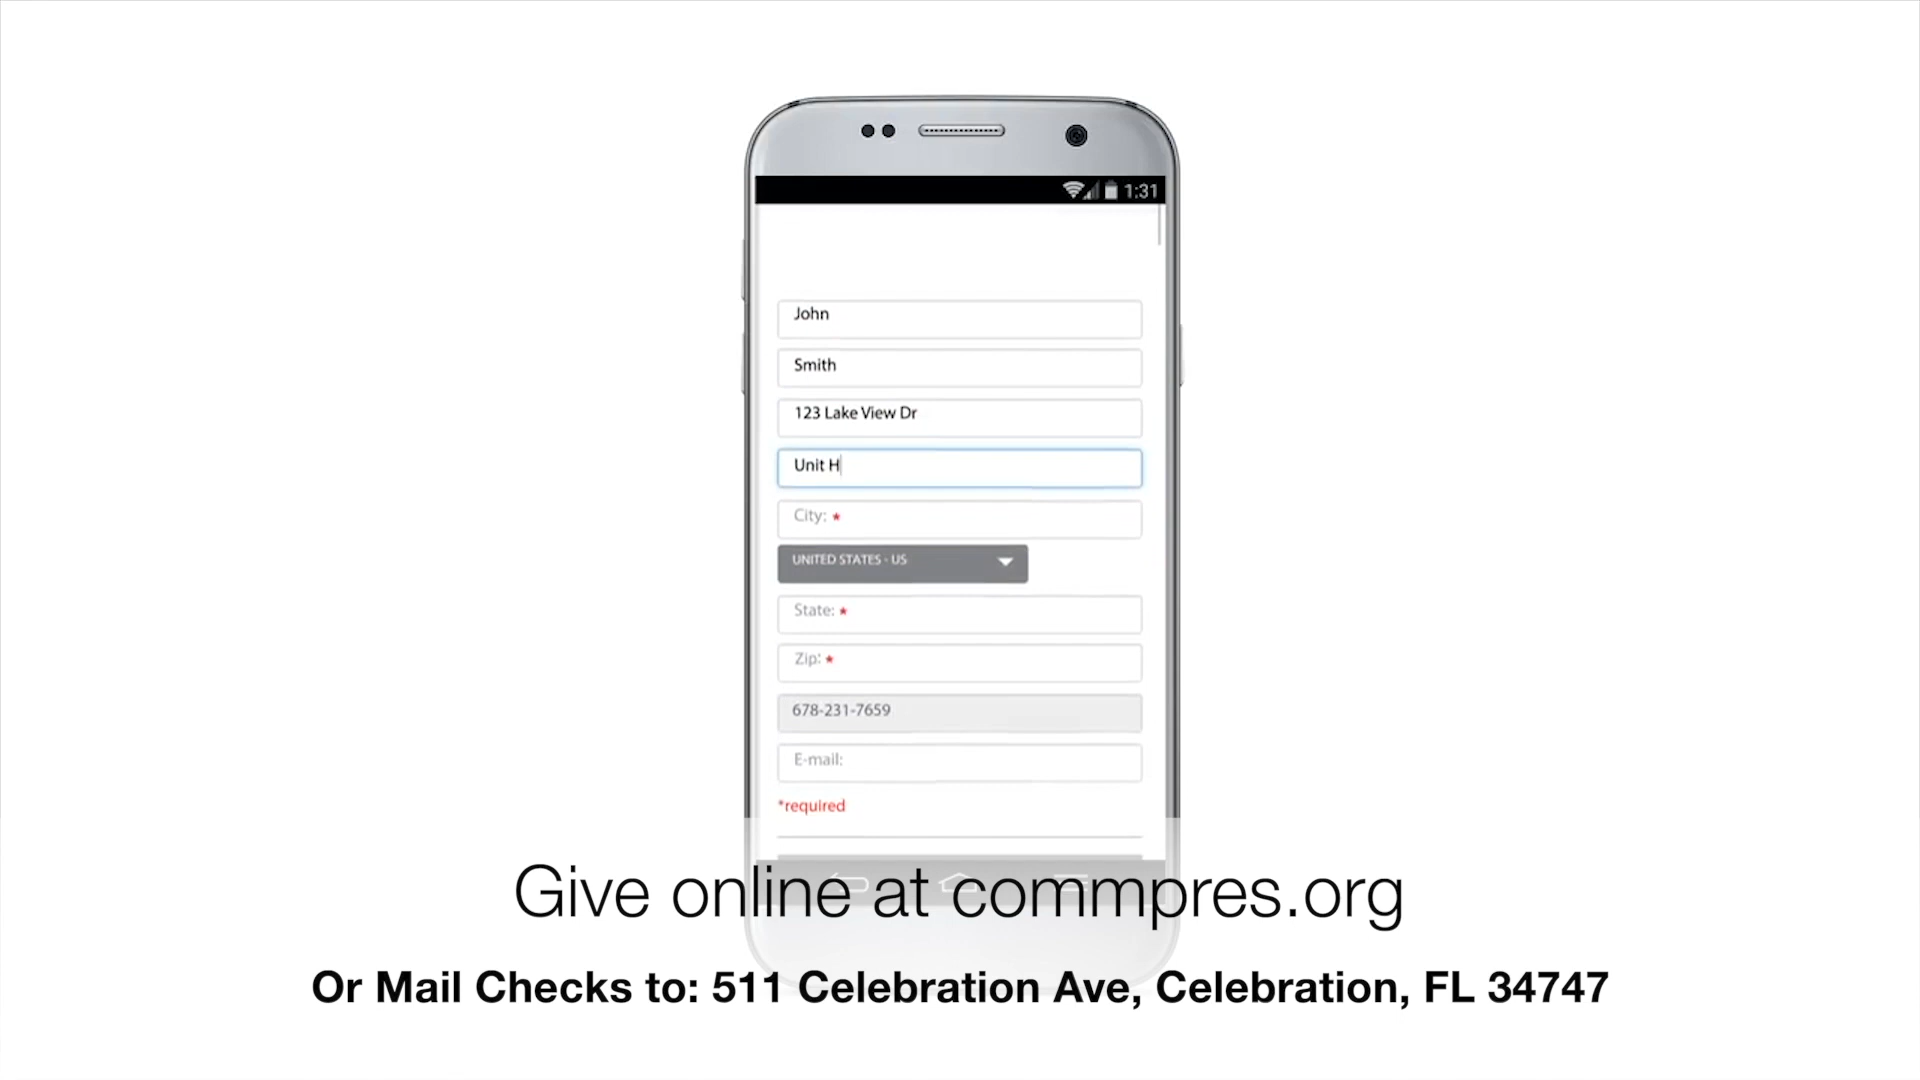 1:31
John
Smith
123 Lake View Dr
Unit H
City: *
UNITED STATES - US
State: *
Zip: *
678-231-7659
E-mail:
*required
Give online at commpres.org
Or Mail Checks to: 511 Celebration Ave, Celebration, FL 34747